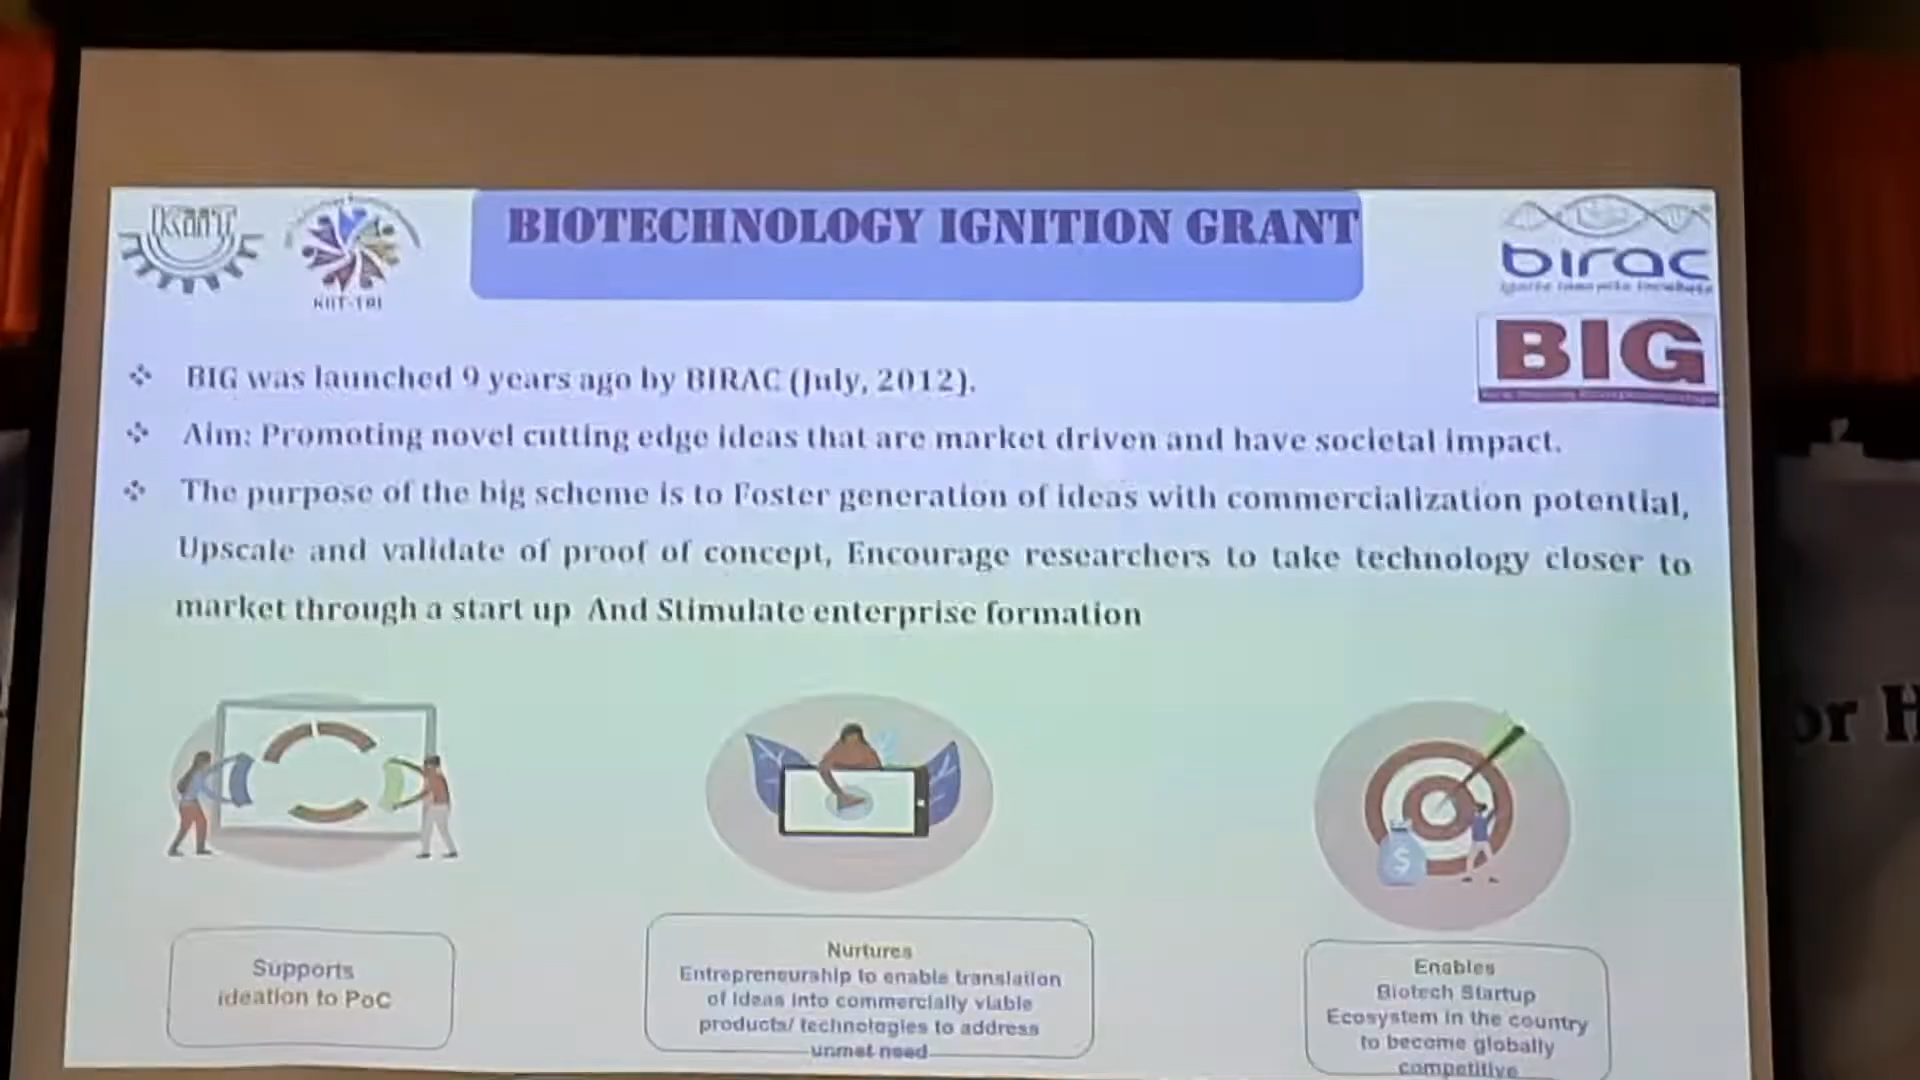 KIIT
KIIT-TBI
BIOTECHNOLOGY IGNITION GRANT
birac
BIG
BIG was launched 9 years ago by BIRAC (July, 2012).
Aim: Promoting novel cutting edge ideas that are market driven and have societal impact.
The purpose of the big scheme is to Foster generation of ideas with commercialization potential,
Upscale and validate of proof of concept, Encourage researchers to take technology closer to
market through a start up And Stimulate enterprise formation
$
Supports
ideation to PoC
Nurtures
Entrepreneurship to enable translation
of ideas into commercially viable
products/ technologies to address
unmet need
Enables
Biotech Startup
Ecosystem in the country
to become globally
competitive
or H